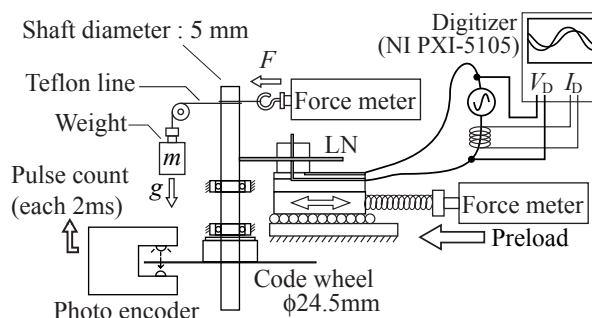 Shaft diameter : 5 mm
Digitizer
(NI PXI-5105)
F
Teflon line
Force meter
V_D I_D
Weight
LN
m
Pulse count
(each 2ms)
g
Force meter
Preload
Code wheel
ϕ24.5mm
Photo encoder